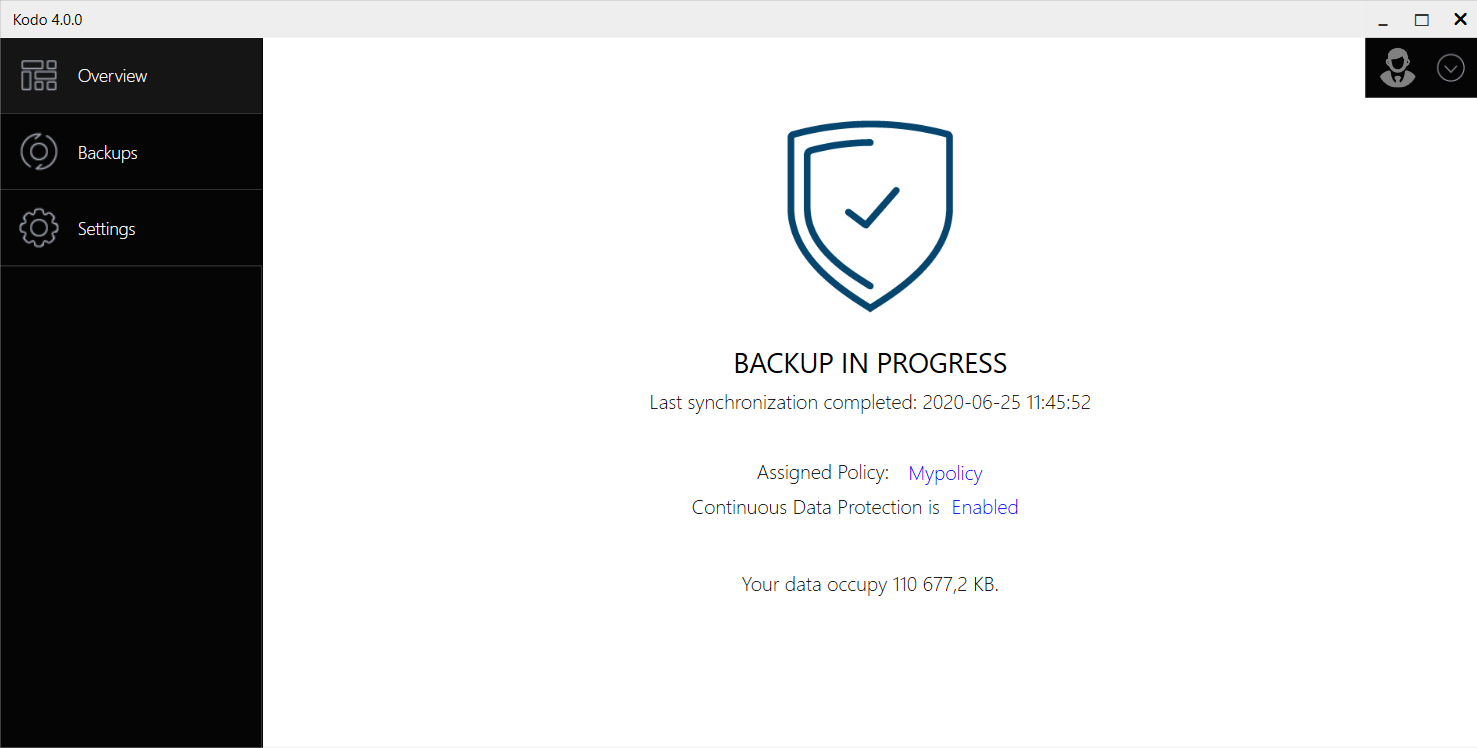 Kodo 4.0.0
Overview
Backups
Settings
BACKUP IN PROGRESS
Last synchronization completed: 2020-06-25 11:45:52
Assigned Policy: Mypolicy
Continuous Data Protection is Enabled
Your data occupy 110 677,2 KB.